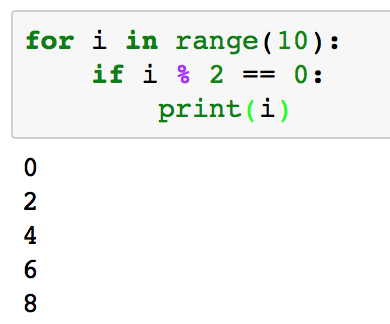 for i in range(10):
    if i % 2 == 0:
        print(i)
0
2
4
6
8